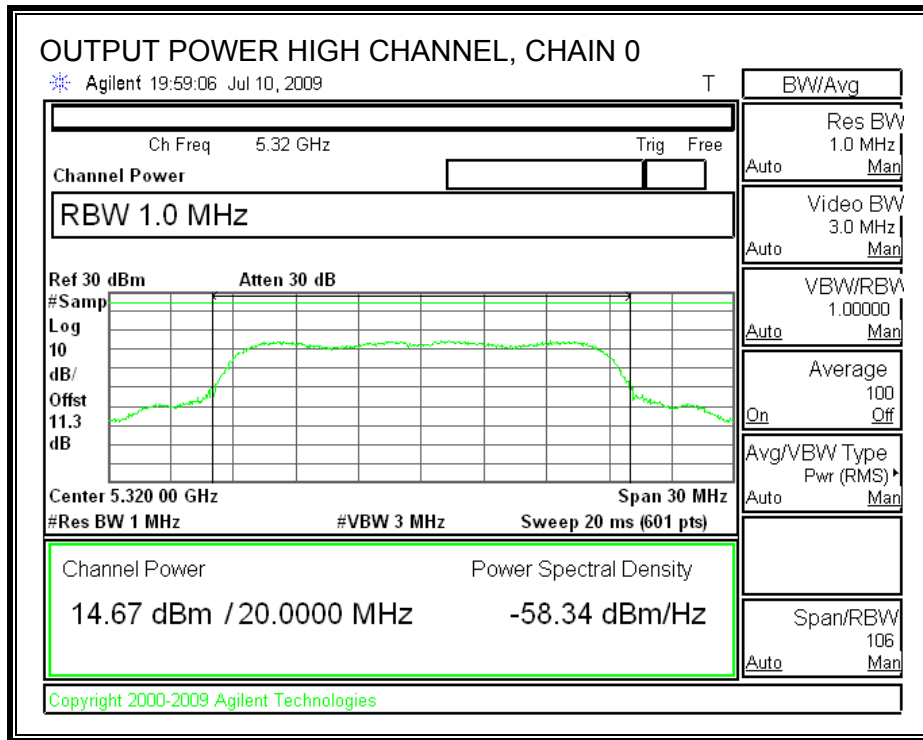 OUTPUT POWER HIGH CHANNEL, CHAIN 0
Agilent 19:59:06 Jul 10, 2009 T
Ch Freq 5.32 GHz Trig Free
Channel Power
RBW 1.0 MHz
Ref 30 dBm Atten 30 dB
#Samp
Log
10
dB/
Offst
11.3
dB
Center 5.320 00 GHz Span 30 MHz
#Res BW 1 MHz #VBW 3 MHz Sweep 20 ms (601 pts)
Channel Power Power Spectral Density
14.67 dBm / 20.0000 MHz -58.34 dBm/Hz
Copyright 2000-2009 Agilent Technologies
BW/Avg
Res BW
1.0 MHz
Auto Man
Video BW
3.0 MHz
Auto Man
VBW/RBW
1.00000
Auto Man
Average
100
On Off
Avg/VBW Type
Pwr (RMS)
Auto Man
Span/RBW
106
Auto Man